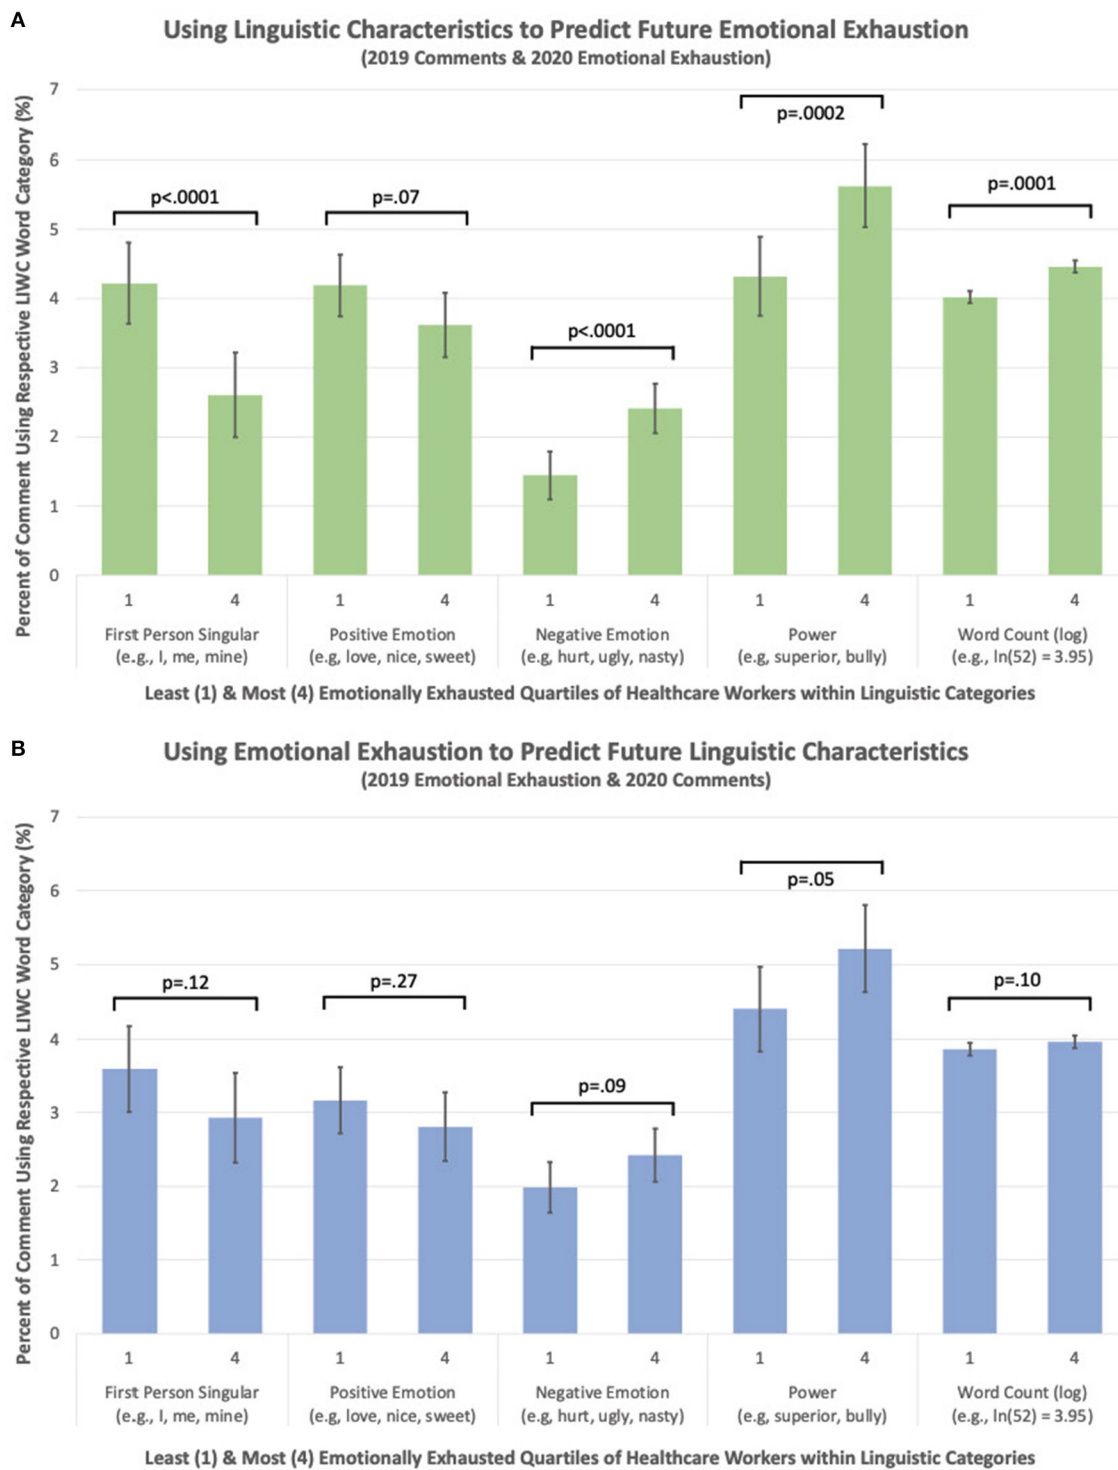 A
Using Linguistic Characteristics to Predict Future Emotional Exhaustion
(2019 Comments & 2020 Emotional Exhaustion)
Percent of Comment Using Respective LIWC Word Category (%)
7
6
5
4
3
2
1
0
p<.0001
p=.07
p<.0001
p=.0002
p=.0001
1 4 1 4 1 4 1 4 1 4
First Person Singular Positive Emotion Negative Emotion Power Word Count (log)
(e.g., I, me, mine) (e.g, love, nice, sweet) (e.g, hurt, ugly, nasty) (e.g, superior, bully) (e.g., ln(52) = 3.95)
Least (1) & Most (4) Emotionally Exhausted Quartiles of Healthcare Workers within Linguistic Categories
B
Using Emotional Exhaustion to Predict Future Linguistic Characteristics
(2019 Emotional Exhaustion & 2020 Comments)
Percent of Comment Using Respective LIWC Word Category (%)
7
6
5
4
3
2
1
0
p=.12
p=.27
p=.09
p=.05
p=.10
1 4 1 4 1 4 1 4 1 4
First Person Singular Positive Emotion Negative Emotion Power Word Count (log)
(e.g., I, me, mine) (e.g, love, nice, sweet) (e.g, hurt, ugly, nasty) (e.g, superior, bully) (e.g., ln(52) = 3.95)
Least (1) & Most (4) Emotionally Exhausted Quartiles of Healthcare Workers within Linguistic Categories